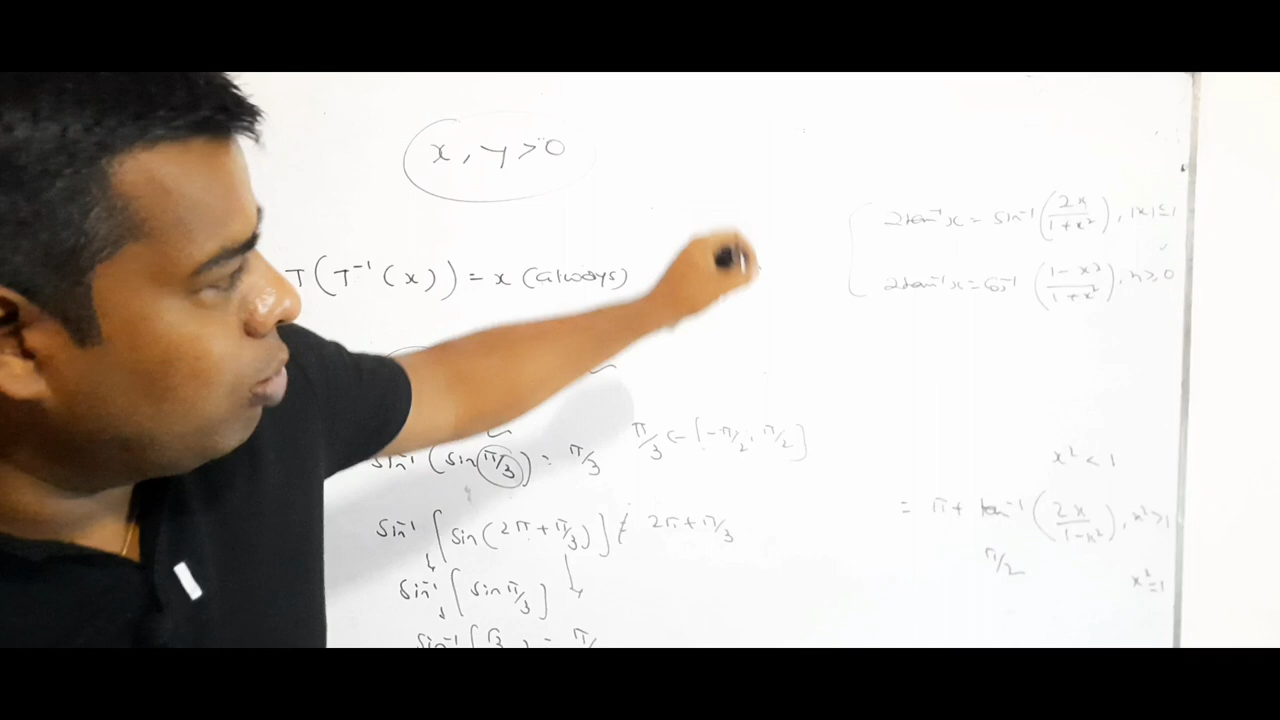 x, y > 0
T(T⁻¹(x)) = x (always)
sin⁻¹(sin π/3) = π/3
π/3 ∈ [-π/2, π/2]
sin⁻¹[sin(2π + π/3)] ≠ 2π + π/3
sin⁻¹[sin π/3]
2tan⁻¹x = sin⁻¹(2x/1+x²), |x| ≤ 1
2tan⁻¹x = cos⁻¹(1-x²/1+x²), x ≥ 0
x² < 1
= π + tan⁻¹(2x/1-x²), x² > 1
π/2
x² = 1